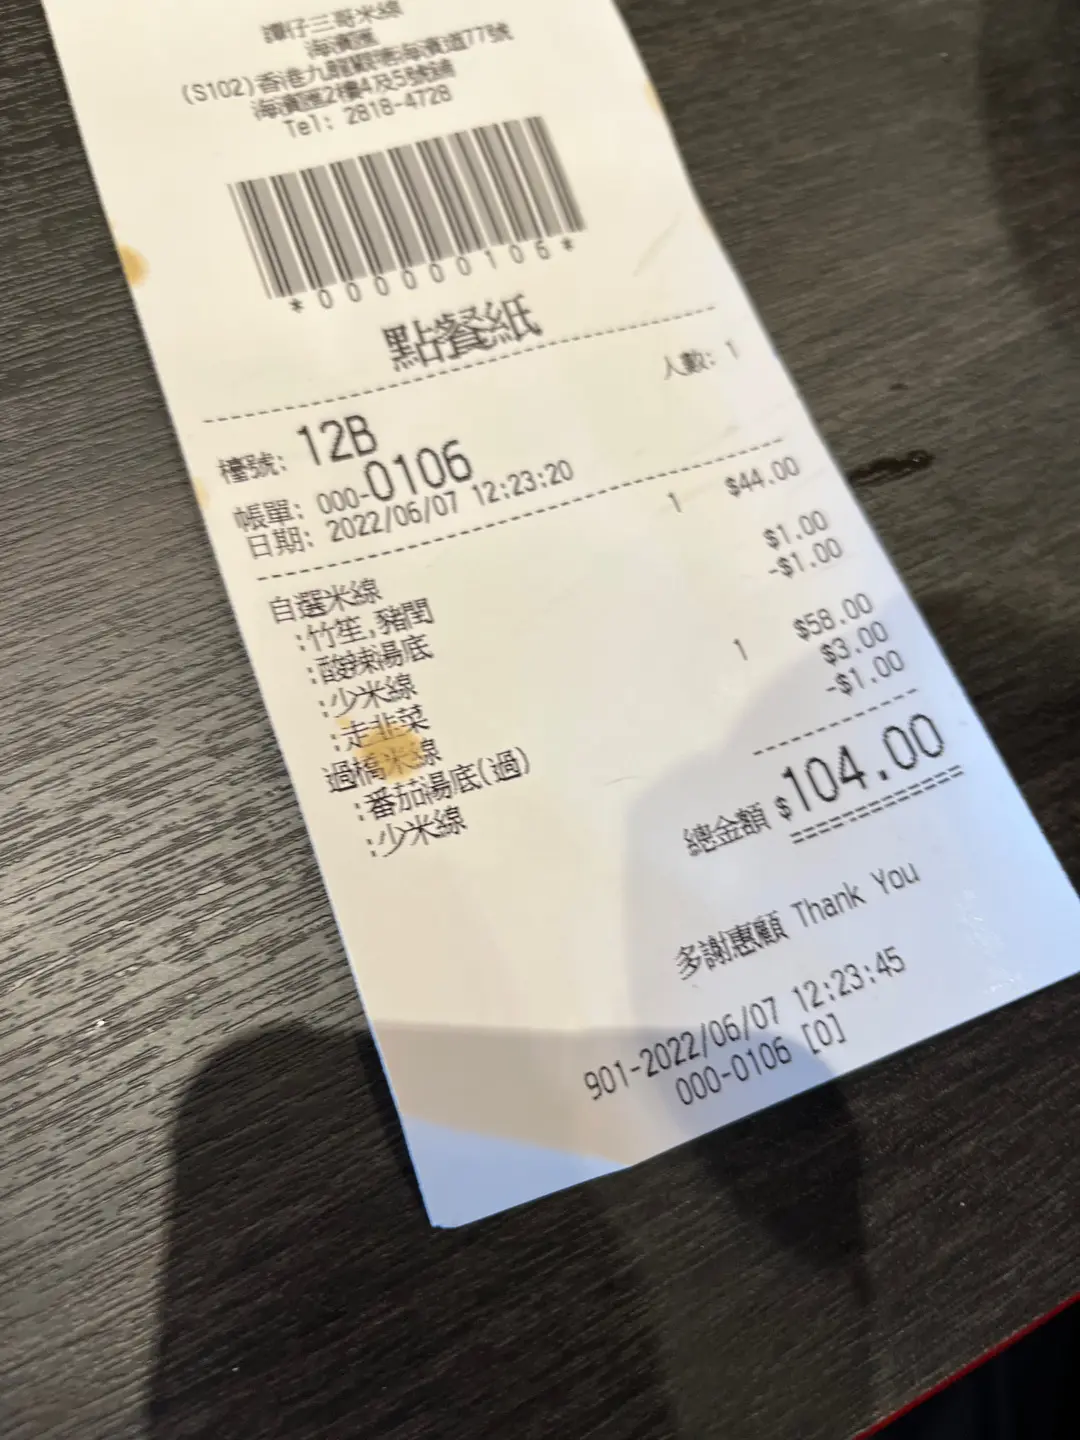 譚仔三哥米線
海濱匯
(S102)香港九龍觀塘海濱道77號
海濱匯2樓4及5號舖
Tel: 2818-4728
*000000106*
點餐紙
人數: 1
檯號: 12B
帳單: 000-0106
日期: 2022/06/07 12:23:20
自選米線 1 $44.00
:竹笙,豬膶
:酸辣湯底 $1.00
:少米線 -$1.00
:走韭菜
過橋米線 1 $58.00
:番茄湯底(過) $3.00
:少米線 -$1.00
總金額 $104.00
多謝惠顧 Thank You
901-2022/06/07 12:23:45
000-0106 [0]